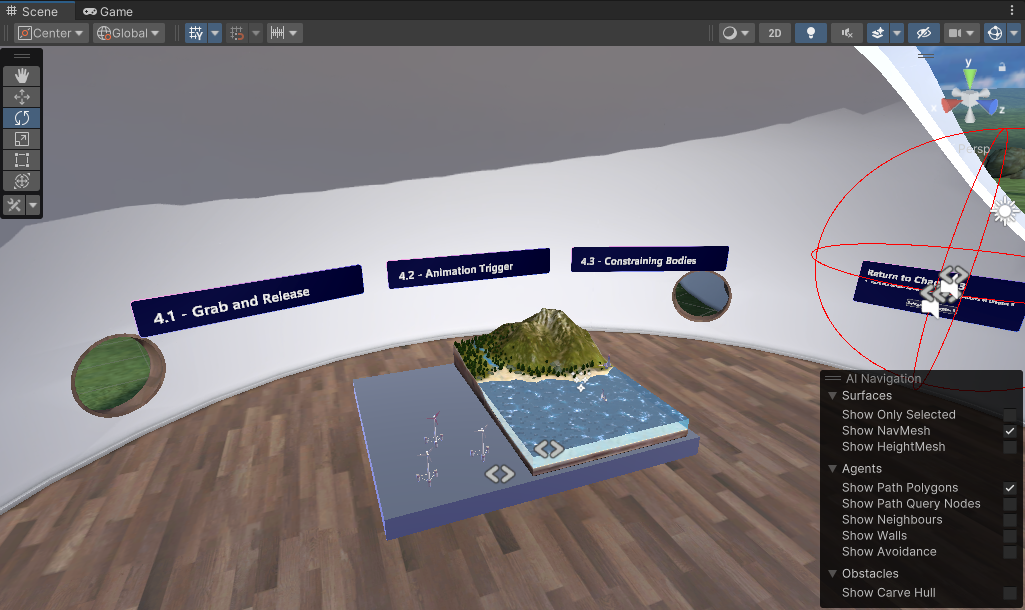 Scene
Game
Center
Global
2D
y
x
z
Persp
4.1 - Grab and Release
4.2 - Animation Trigger
4.3 - Constraining Bodies
Return to Chapter 3
AI Navigation
Surfaces
Show Only Selected
Show NavMesh
Show HeightMesh
Agents
Show Path Polygons
Show Path Query Nodes
Show Neighbours
Show Walls
Show Avoidance
Obstacles
Show Carve Hull